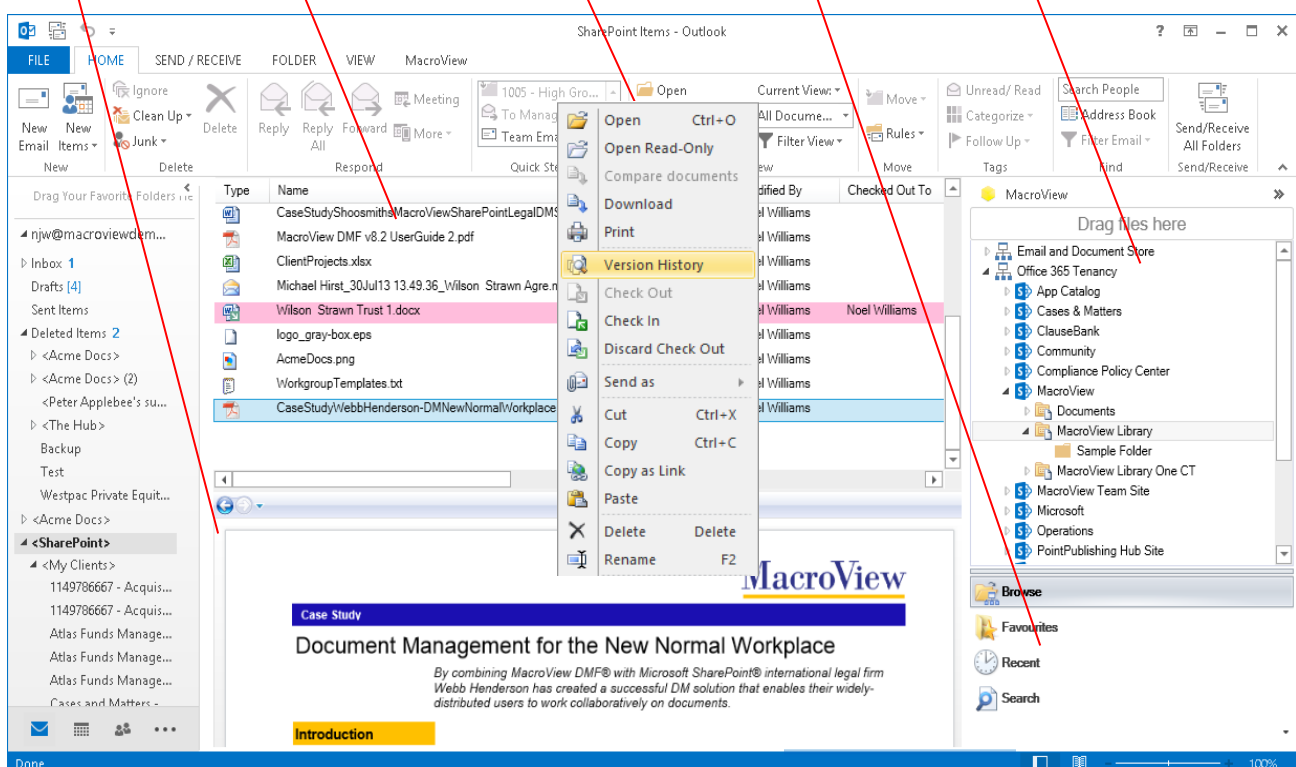 SharePoint Items - Outlook
FILE HOME SEND / RECEIVE FOLDER VIEW MacroView
New Email
New Items
Ignore
Clean Up
Junk
Delete
Reply
Reply All
Forward
Meeting
More
1005 - High Gro...
To Manag
Team Ema
Open
Current View:
All Docume...
Filter View
Move
Rules
Unread/ Read
Categorize
Follow Up
Search People
Address Book
Filter Email
Send/Receive All Folders
New Delete Respond Quick Ste ew Move Tags Find Send/Receive
Drag Your Favorite Folders
njw@macroviewdem...
Inbox 1
Drafts [4]
Sent Items
Deleted Items 2
<Acme Docs>
<Acme Docs> (2)
<Peter Applebee's su...
<The Hub>
Backup
Test
Westpac Private Equit...
<Acme Docs>
<SharePoint>
<My Clients>
1149786667 - Acquis...
1149786667 - Acquis...
Atlas Funds Manage...
Atlas Funds Manage...
Atlas Funds Manage...
Cases and Matters -
Type Name dified By Checked Out To
CaseStudyShoosmithsMacroViewSharePointLegalDMS el Williams
MacroView DMF v8.2 UserGuide 2.pdf el Williams
ClientProjects.xlsx el Williams
Michael Hirst_30Jul13 13.49.36_Wilson Strawn Agre.n el Williams
Wilson Strawn Trust 1.docx el Williams Noel Williams
logo_gray-box.eps el Williams
AcmeDocs.png el Williams
WorkgroupTemplates.txt el Williams
CaseStudyWebbHenderson-DMNewNormalWorkplace el Williams
Open Ctrl+O
Open Read-Only
Compare documents
Download
Print
Version History
Check Out
Check In
Discard Check Out
Send as
Cut Ctrl+X
Copy Ctrl+C
Copy as Link
Paste
Delete Delete
Rename F2
MacroView
Case Study
Document Management for the New Normal Workplace
By combining MacroView DMF® with Microsoft SharePoint® international legal firm
Webb Henderson has created a successful DM solution that enables their widely-
distributed users to work collaboratively on documents.
Introduction
MacroView
Drag files here
Email and Document Store
Office 365 Tenancy
App Catalog
Cases & Matters
ClauseBank
Community
Compliance Policy Center
MacroView
Documents
MacroView Library
Sample Folder
MacroView Library One CT
MacroView Team Site
Microsoft
Operations
PointPublishing Hub Site
Browse
Favourites
Recent
Search
Done
100%